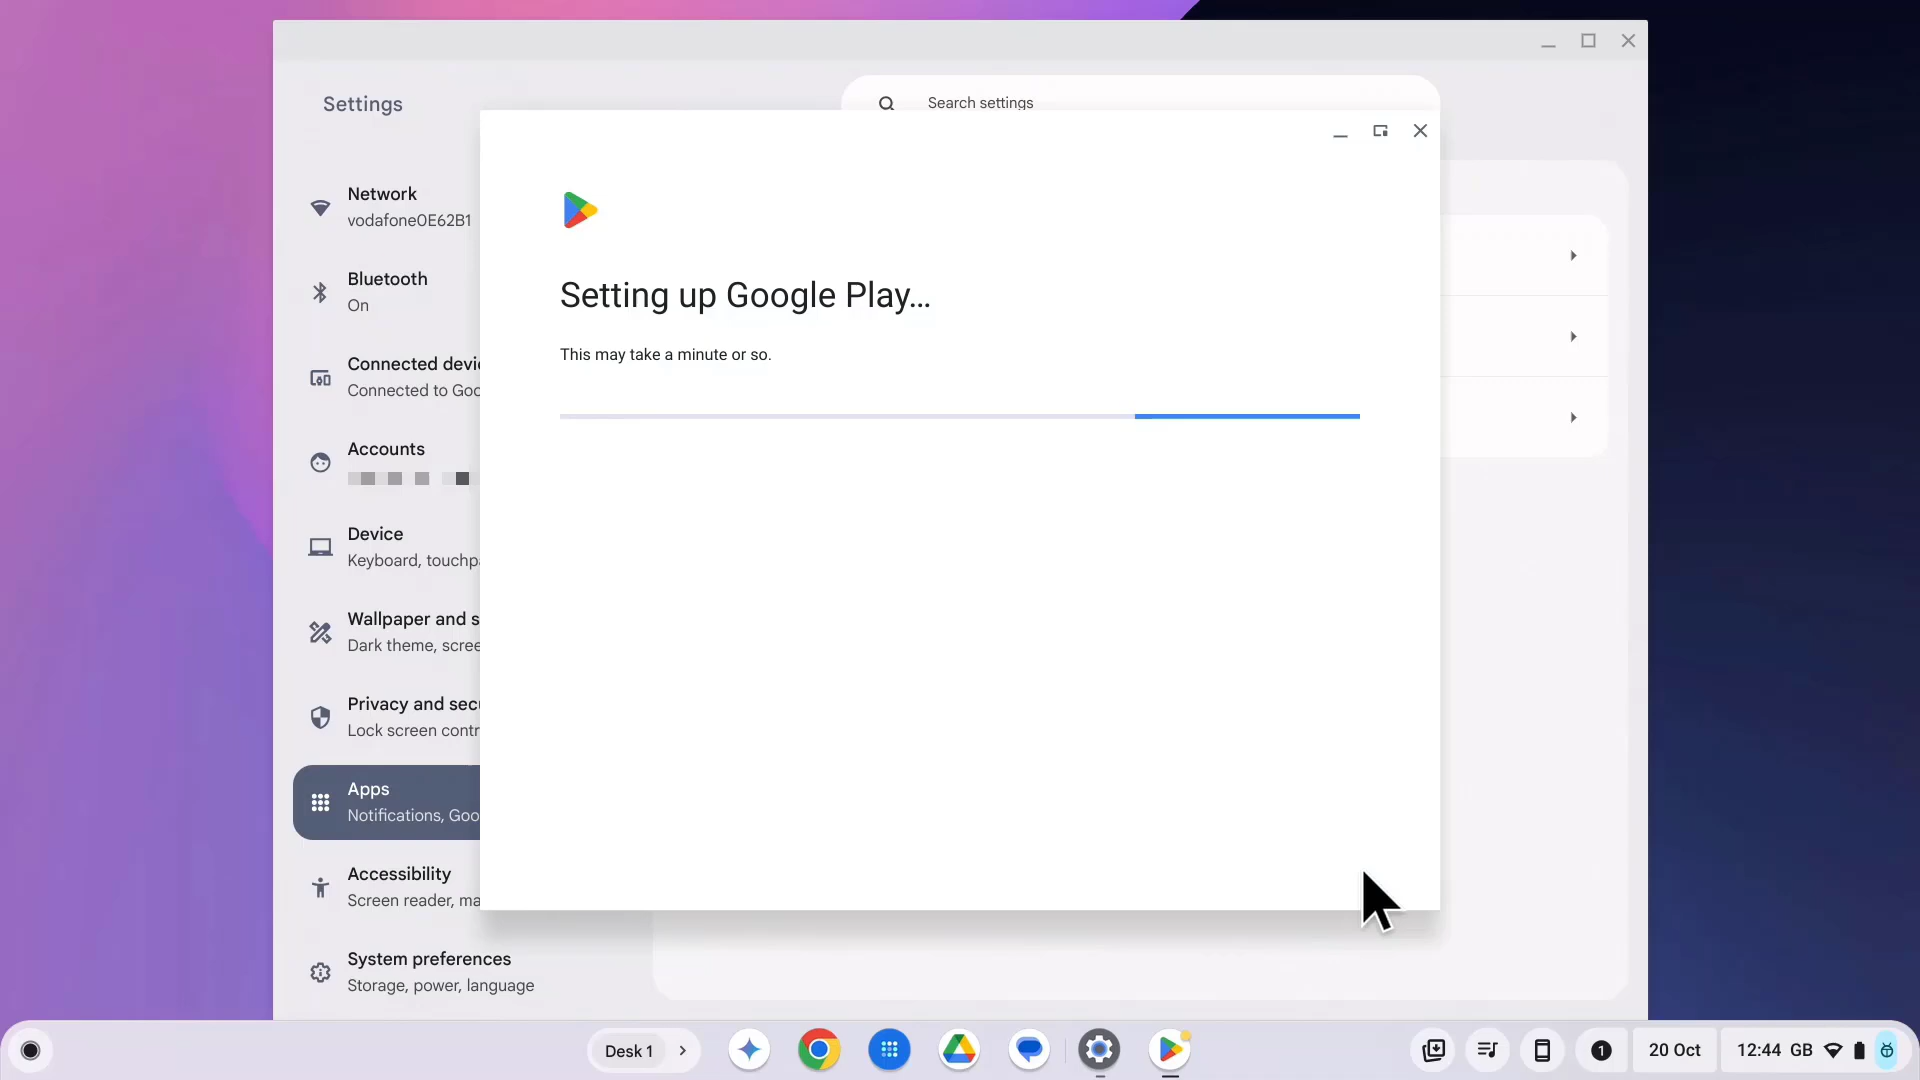 Settings
Search settings
Network
vodafone0E62B1
Bluetooth
On
Connected devi
Connected to Goo
Accounts
Device
Keyboard, touchpa
Wallpaper and s
Dark theme, scree
Privacy and secu
Lock screen contr
Apps
Notifications, Goo
Accessibility
Screen reader, ma
System preferences
Storage, power, language
Setting up Google Play...
This may take a minute or so.
Desk 1
1
20 Oct
12:44 GB